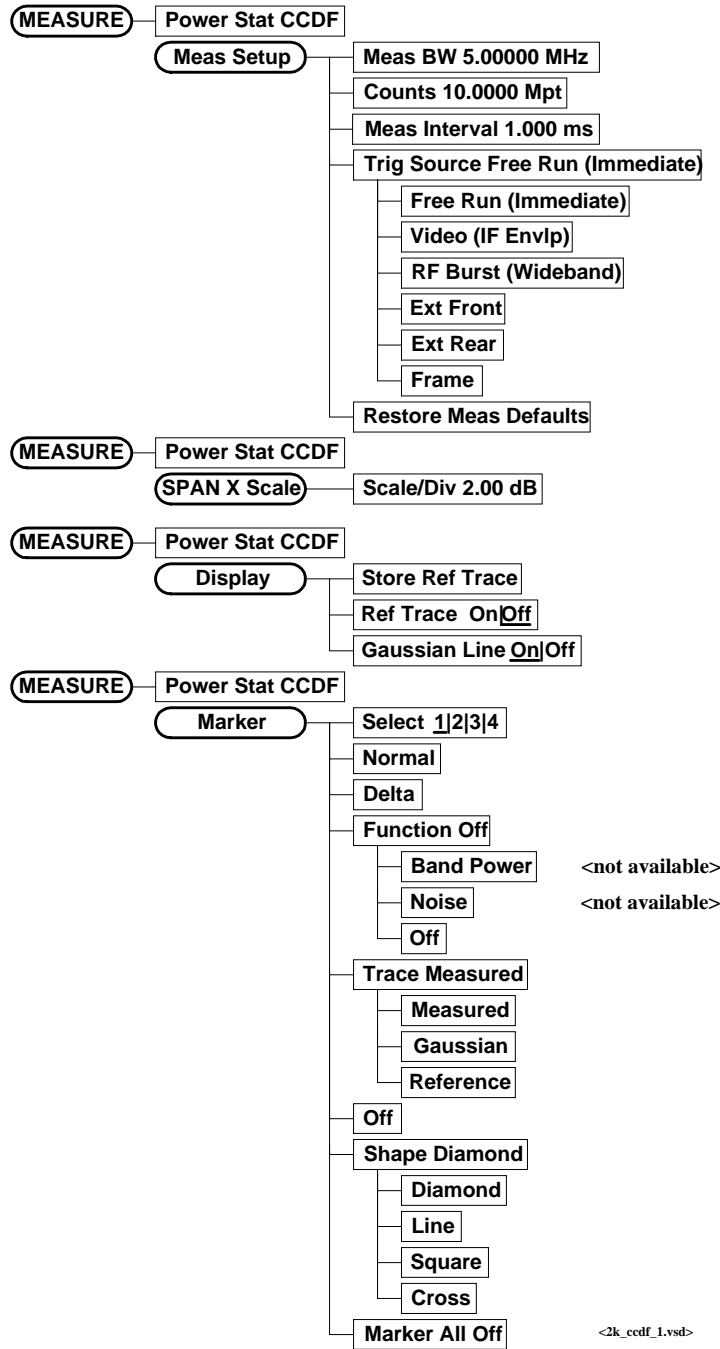 MEASURE Power Stat CCDF
Meas Setup Meas BW 5.00000 MHz
Counts 10.0000 Mpt
Meas Interval 1.000 ms
Trig Source Free Run (Immediate)
Free Run (Immediate)
Video (IF Envlp)
RF Burst (Wideband)
Ext Front
Ext Rear
Frame
Restore Meas Defaults
MEASURE Power Stat CCDF
SPAN X Scale Scale/Div 2.00 dB
MEASURE Power Stat CCDF
Display Store Ref Trace
Ref Trace On|Off
Gaussian Line On|Off
MEASURE Power Stat CCDF
Marker Select 1|2|3|4
Normal
Delta
Function Off
Band Power <not available>
Noise <not available>
Off
Trace Measured
Measured
Gaussian
Reference
Off
Shape Diamond
Diamond
Line
Square
Cross
Marker All Off <2k_ccdf_1.vsd>